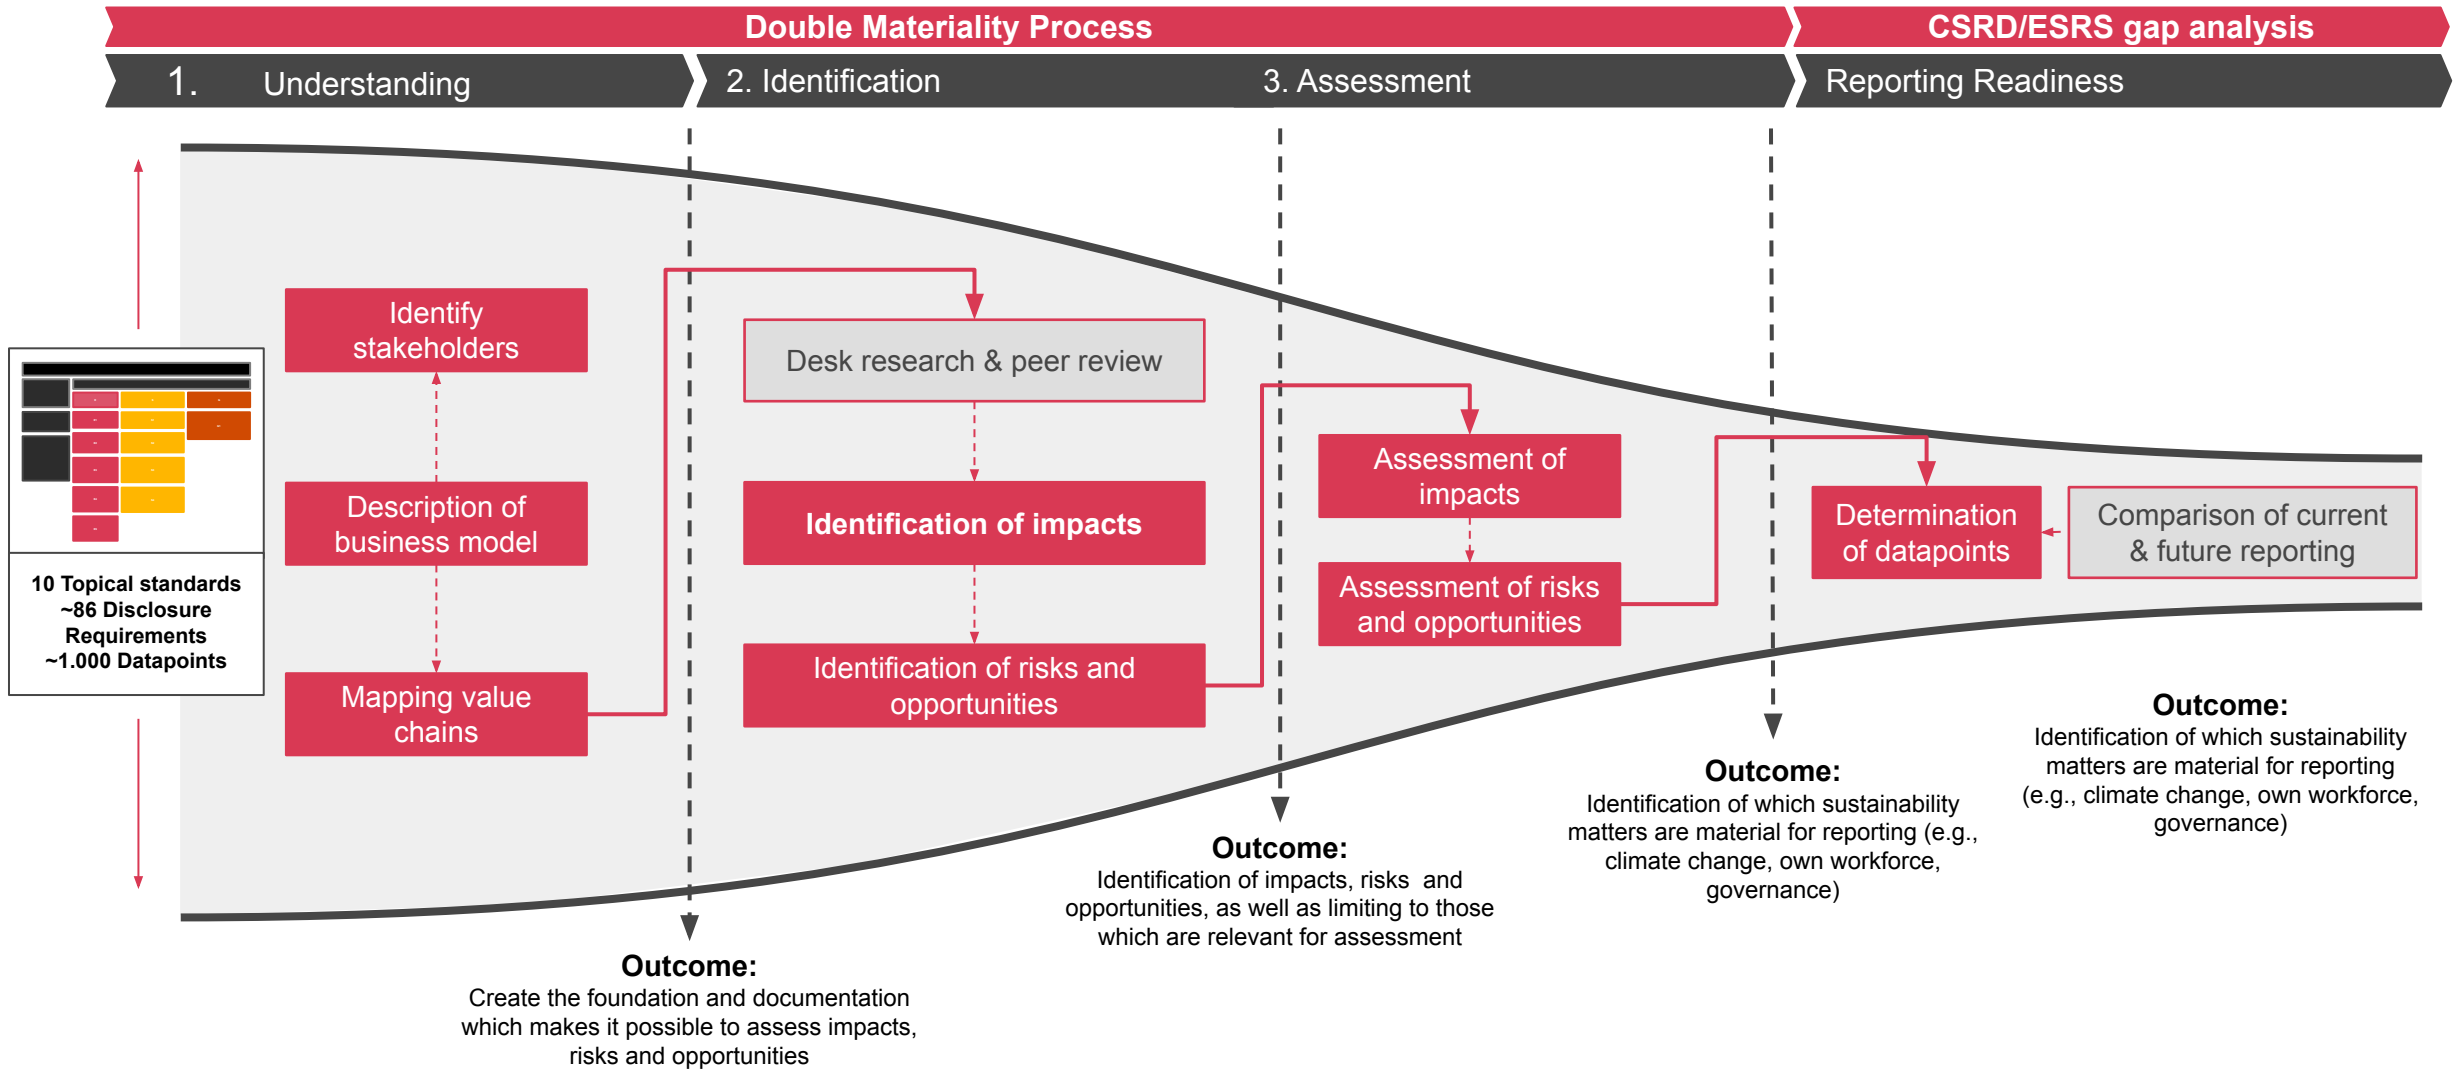 Double Materiality Process
CSRD/ESRS gap analysis
1. Understanding
2. Identification
3. Assessment
Reporting Readiness
10 Topical standards
~86 Disclosure
Requirements
~1.000 Datapoints
Identify
stakeholders
Description of
business model
Mapping value
chains
Desk research & peer review
Identification of impacts
Identification of risks and
opportunities
Assessment of
impacts
Assessment of risks
and opportunities
Determination
of datapoints
Comparison of current
& future reporting
Outcome:
Create the foundation and documentation
which makes it possible to assess impacts,
risks and opportunities
Outcome:
Identification of impacts, risks and
opportunities, as well as limiting to those
which are relevant for assessment
Outcome:
Identification of which sustainability
matters are material for reporting (e.g.,
climate change, own workforce,
governance)
Outcome:
Identification of which sustainability
matters are material for reporting
(e.g., climate change, own workforce,
governance)